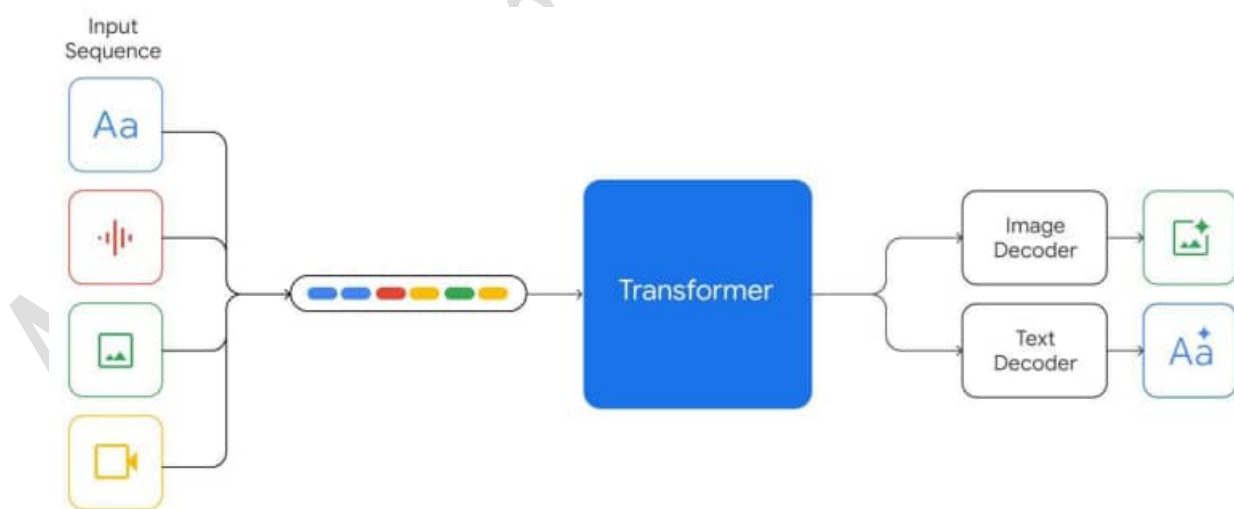 Input
Sequence
Aa
Transformer
Image
Decoder
Text
Decoder
Aa